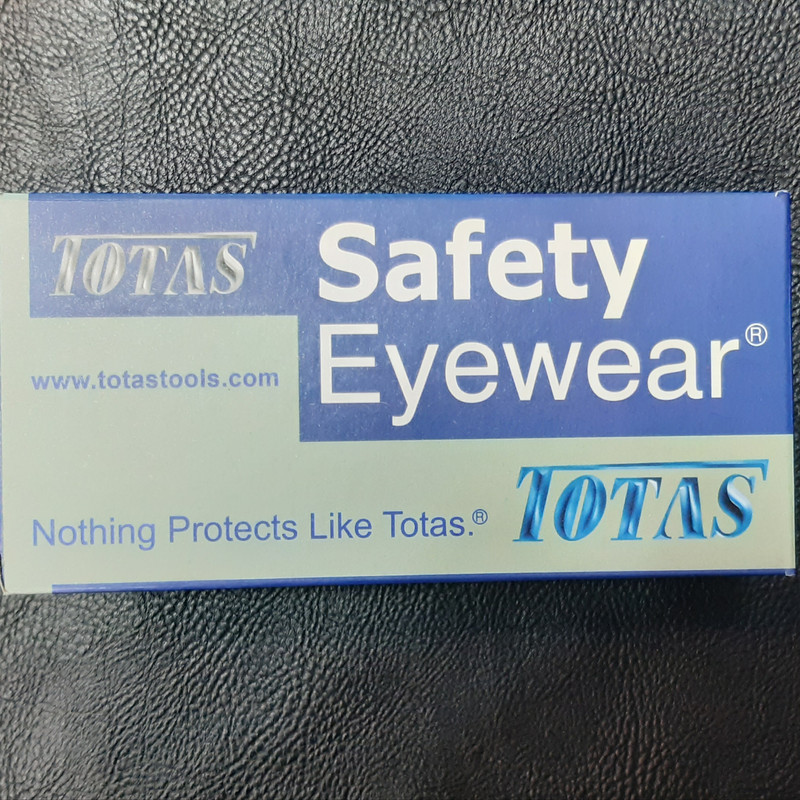 TOTAS
Safety
Eyewear®
www.totastools.com
Nothing Protects Like Totas.®
TOTAS